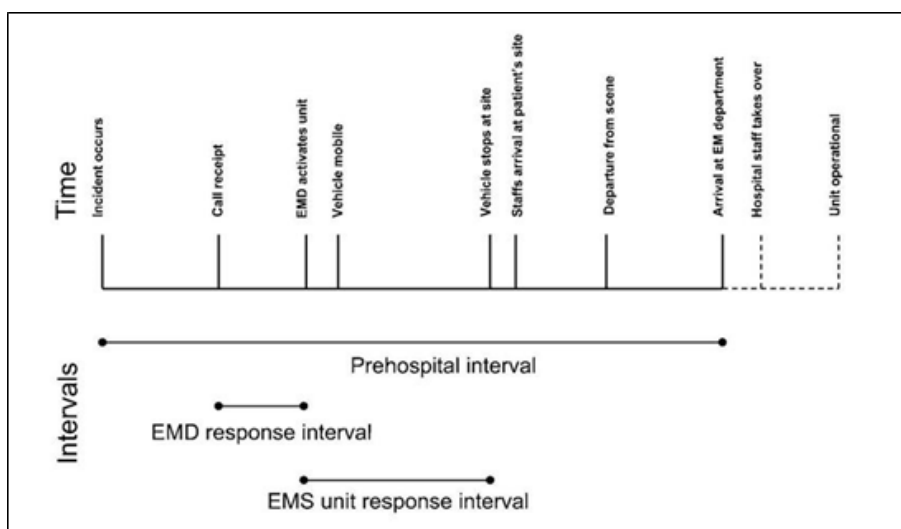 Time
Incident occurs
Call receipt
EMD activates unit
Vehicle mobile
Vehicle stops at site
Staffs arrival at patient's site
Departure from scene
Arrival at EM department
Hospital staff takes over
Unit operational
Intervals
Prehospital interval
EMD response interval
EMS unit response interval